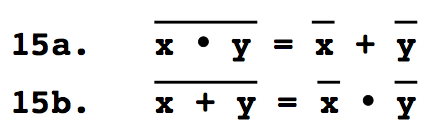 15a. x̅ ̅•̅ ̅y̅ = x̅ + y̅
15b. x̅ ̅+̅ ̅y̅ = x̅ • y̅